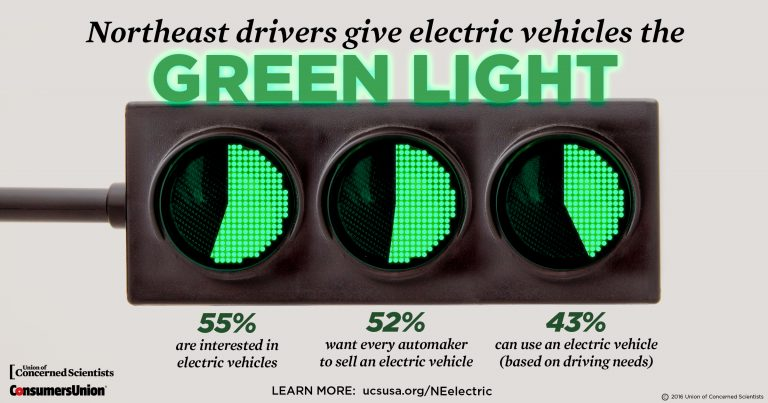 Northeast drivers give electric vehicles the
GREEN LIGHT
55%
are interested in
electric vehicles
52%
want every automaker
to sell an electric vehicle
43%
can use an electric vehicle
(based on driving needs)
Union of
Concerned Scientists
ConsumersUnion®
LEARN MORE: ucsusa.org/NEelectric
© 2016 Union of Concerned Scientists